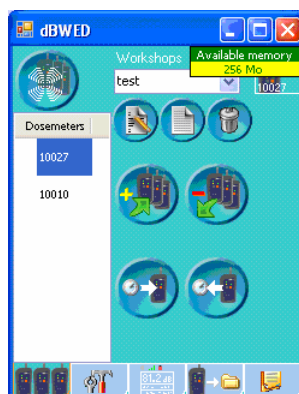 dBWED
Workshops
Available memory
256 Mo
test
10027
Dosemeters
10027
10010